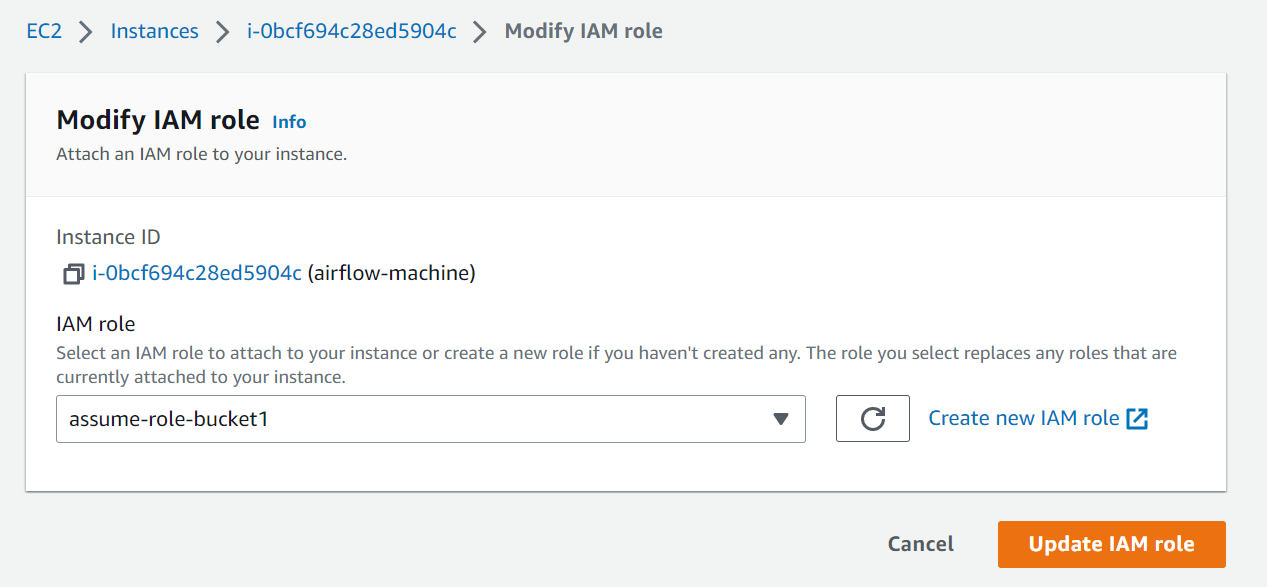 EC2 > Instances > i-0bcf694c28ed5904c > Modify IAM role
Modify IAM role Info
Attach an IAM role to your instance.
Instance ID
i-0bcf694c28ed5904c (airflow-machine)
IAM role
Select an IAM role to attach to your instance or create a new role if you haven't created any. The role you select replaces any roles that are
currently attached to your instance.
assume-role-bucket1
Create new IAM role
Cancel
Update IAM role